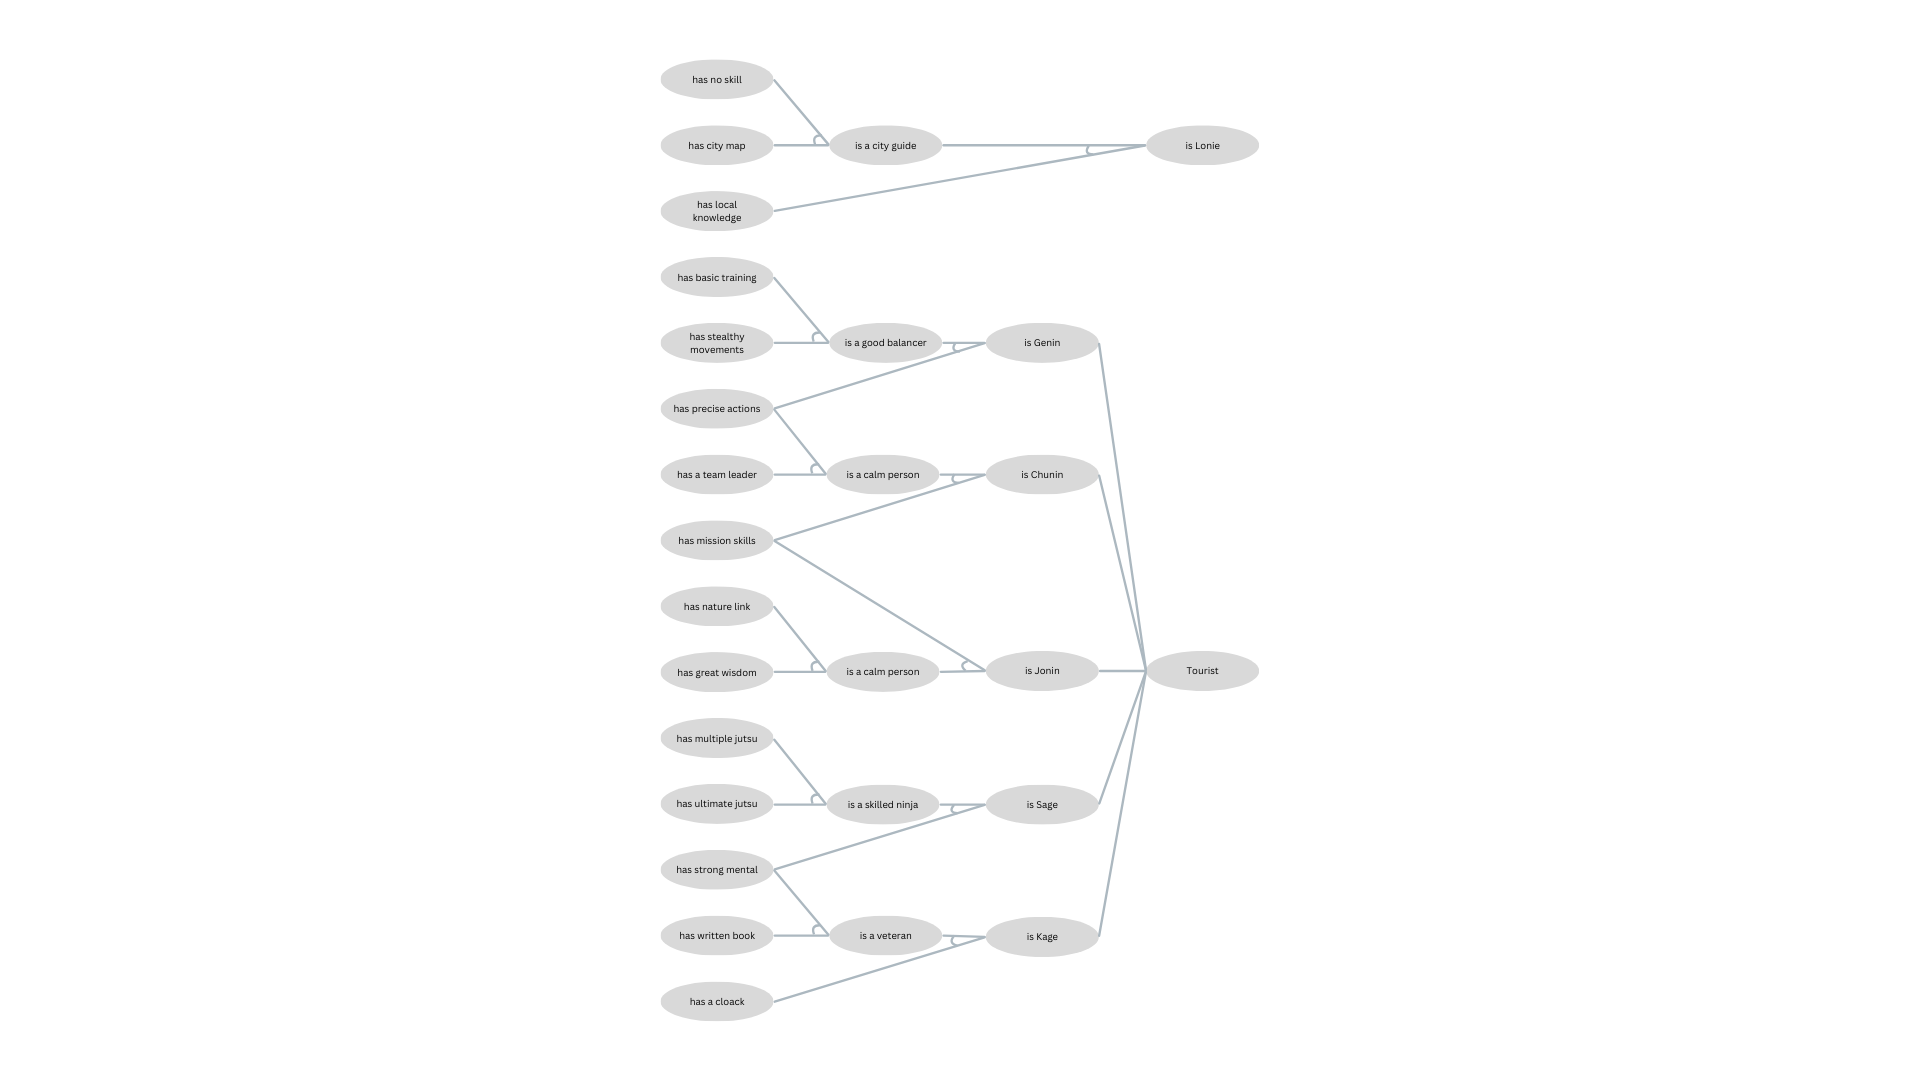 has no skill
has city map
is a city guide
is Lonie
has local
knowledge
has basic training
has stealthy
movements
is a good balancer
is Genin
has precise actions
has a team leader
is a calm person
is Chunin
has mission skills
has nature link
has great wisdom
is a calm person
is Jonin
Tourist
has multiple jutsu
has ultimate jutsu
is a skilled ninja
is Sage
has strong mental
has written book
is a veteran
is Kage
has a cloack